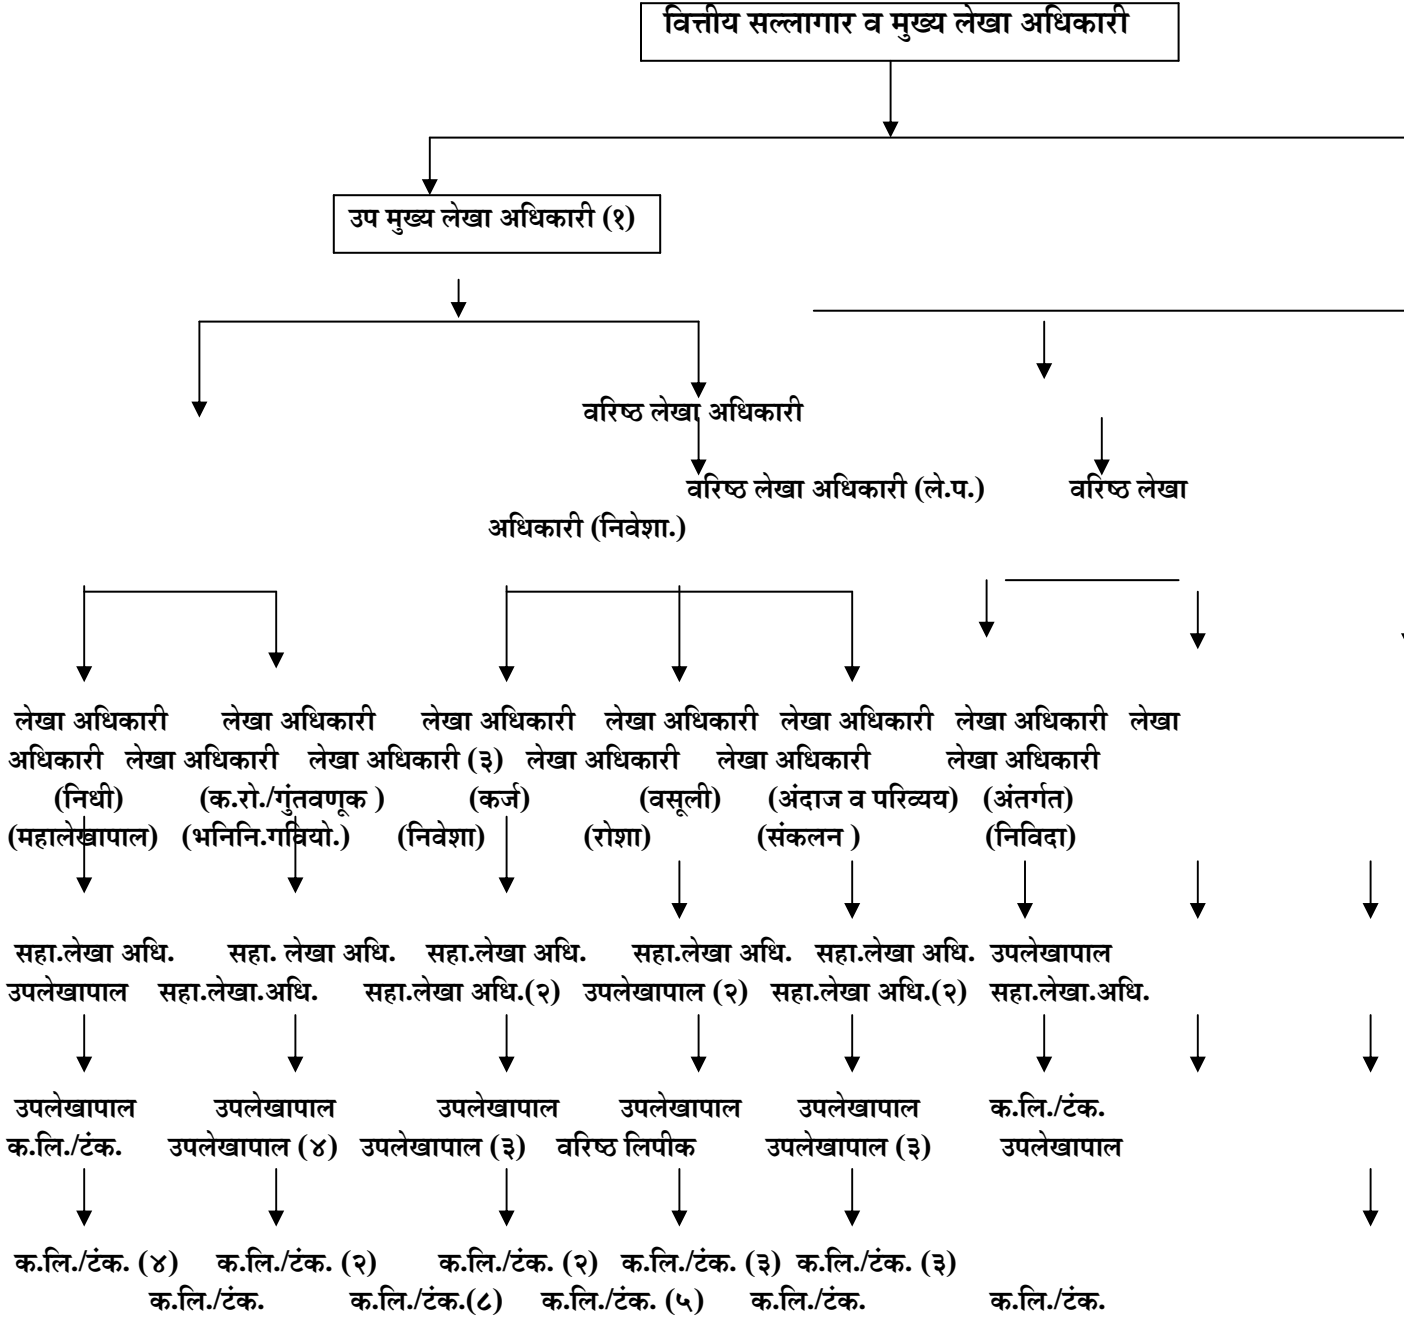 वित्तीय सल्लागार व मुख्य लेखा अधिकारी
उप मुख्य लेखा अधिकारी (१)
वरिष्ठ लेखा अधिकारी
वरिष्ठ लेखा अधिकारी (ले.प.) वरिष्ठ लेखा
अधिकारी (निवेशा.)
लेखा अधिकारी लेखा अधिकारी लेखा अधिकारी लेखा अधिकारी लेखा अधिकारी लेखा अधिकारी लेखा
अधिकारी लेखा अधिकारी लेखा अधिकारी (३) लेखा अधिकारी लेखा अधिकारी लेखा अधिकारी
(निधी) (क.रो./गुंतवणूक ) (कर्ज) (वसूली) (अंदाज व परिव्यय) (अंतर्गत)
(महालेखापाल) (भनिनि.गवियो.) (निवेशा) (रोशा) (संकलन ) (निविदा)
सहा.लेखा अधि. सहा. लेखा अधि. सहा.लेखा अधि. सहा.लेखा अधि. सहा.लेखा अधि. उपलेखापाल
उपलेखापाल सहा.लेखा.अधि. सहा.लेखा अधि.(२) उपलेखापाल (२) सहा.लेखा अधि.(२) सहा.लेखा.अधि.
उपलेखापाल उपलेखापाल उपलेखापाल उपलेखापाल उपलेखापाल क.लि./टंक.
क.लि./टंक. उपलेखापाल (४) उपलेखापाल (३) वरिष्ठ लिपीक उपलेखापाल (३) उपलेखापाल
क.लि./टंक. (४) क.लि./टंक. (२) क.लि./टंक. (२) क.लि./टंक. (३) क.लि./टंक. (३)
क.लि./टंक. क.लि./टंक.(८) क.लि./टंक. (५) क.लि./टंक. क.लि./टंक.